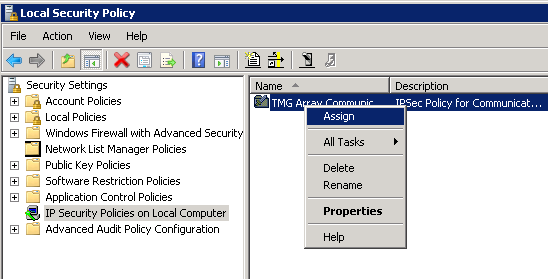 Local Security Policy
File Action View Help
Security Settings
Account Policies
Local Policies
Windows Firewall with Advanced Security
Network List Manager Policies
Public Key Policies
Software Restriction Policies
Application Control Policies
IP Security Policies on Local Computer
Advanced Audit Policy Configuration
Name Description
TMG Array Communic... IPSec Policy for Communicat...
Assign
All Tasks
Delete
Rename
Properties
Help